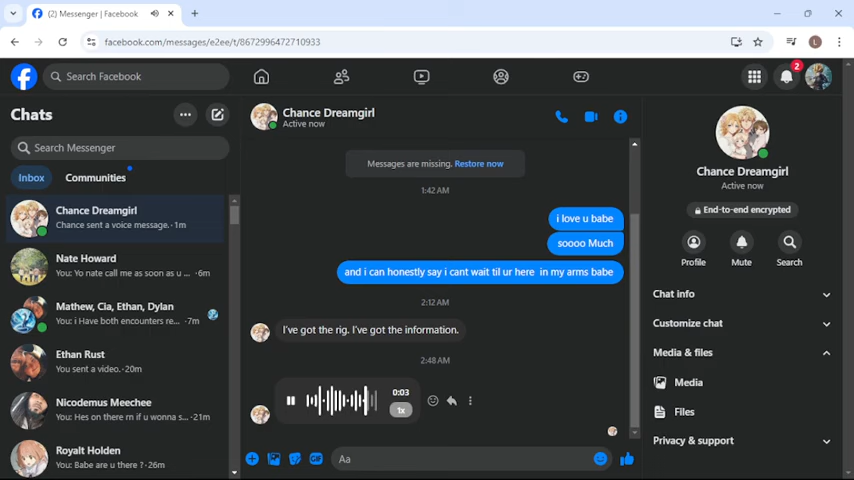 (2) Messenger | Facebook
facebook.com/messages/e2ee/t/8672996472710933
L
Search Facebook
2
Chats
Search Messenger
Inbox
Communities
Chance Dreamgirl
Chance sent a voice message. · 1m
Nate Howard
You: Yo nate call me as soon as u ... · 6m
Mathew, Cia, Ethan, Dylan
You: i Have both encounters re... · 7m
Ethan Rust
You sent a video. · 20m
Nicodemus Meechee
You: Hes on there rn if u wonna s... · 21m
Royalt Holden
You: Babe are u there ? · 26m
Chance Dreamgirl
Active now
Messages are missing. Restore now
1:42 AM
i love u babe
soooo Much
and i can honestly say i cant wait til ur here in my arms babe
2:12 AM
I've got the rig. I've got the information.
2:48 AM
0:03
1x
GIF
Aa
Chance Dreamgirl
Active now
End-to-end encrypted
Profile
Mute
Search
Chat info
Customize chat
Media & files
Media
Files
Privacy & support